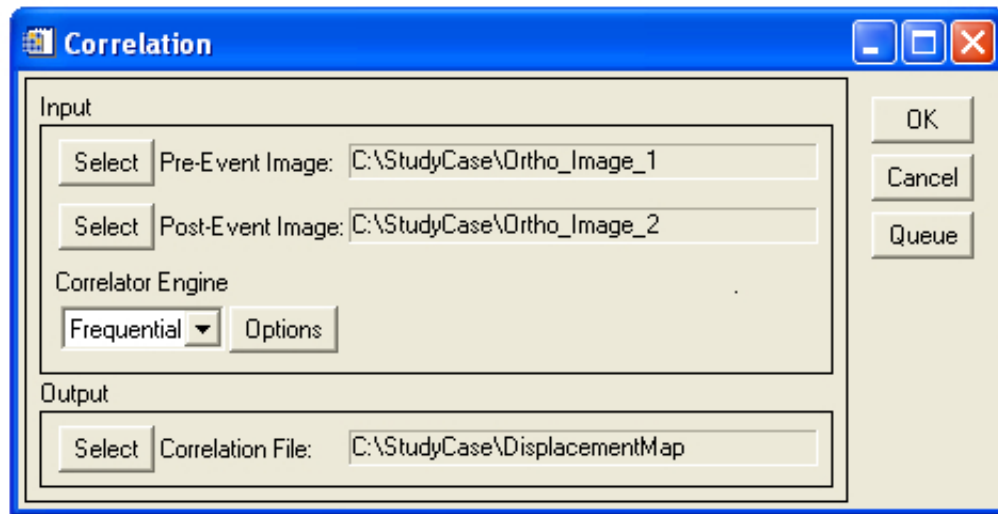 Correlation
Input
OK
Select Pre-Event Image: C:\StudyCase\Ortho_Image_1
Cancel
Select Post-Event Image: C:\StudyCase\Ortho_Image_2
Queue
Correlator Engine
Frequential Options
Output
Select Correlation File: C:\StudyCase\DisplacementMap